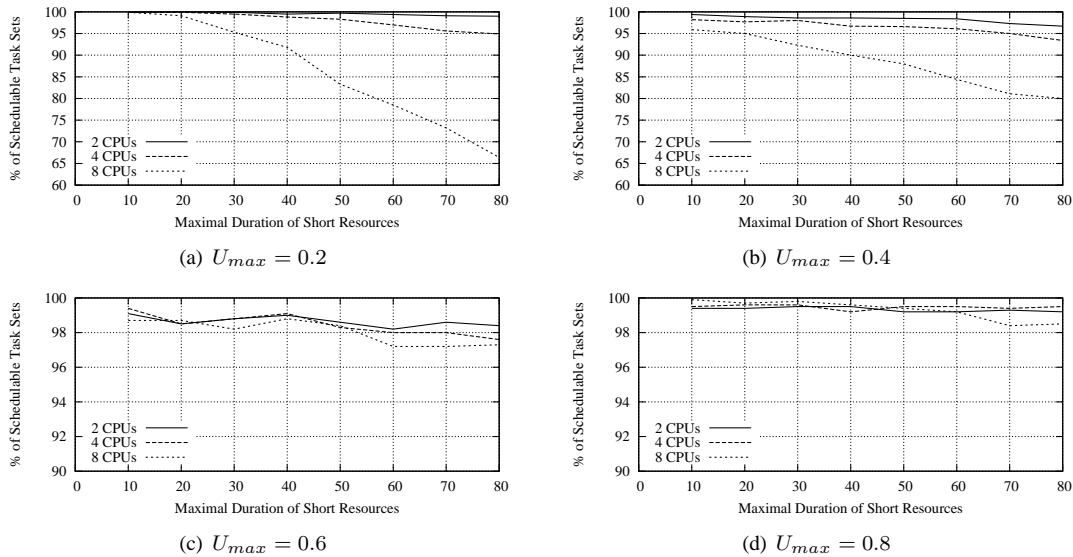 100
95
90
85
80
75
70
65
60
% of Schedulable Task Sets
2 CPUs
4 CPUs
8 CPUs
0 10 20 30 40 50 60 70 80
Maximal Duration of Short Resources
(a) U_max = 0.2
100
95
90
85
80
75
70
65
60
% of Schedulable Task Sets
2 CPUs
4 CPUs
8 CPUs
0 10 20 30 40 50 60 70 80
Maximal Duration of Short Resources
(b) U_max = 0.4
100
98
96
94
92
90
% of Schedulable Task Sets
2 CPUs
4 CPUs
8 CPUs
0 10 20 30 40 50 60 70 80
Maximal Duration of Short Resources
(c) U_max = 0.6
100
98
96
94
92
90
% of Schedulable Task Sets
2 CPUs
4 CPUs
8 CPUs
0 10 20 30 40 50 60 70 80
Maximal Duration of Short Resources
(d) U_max = 0.8